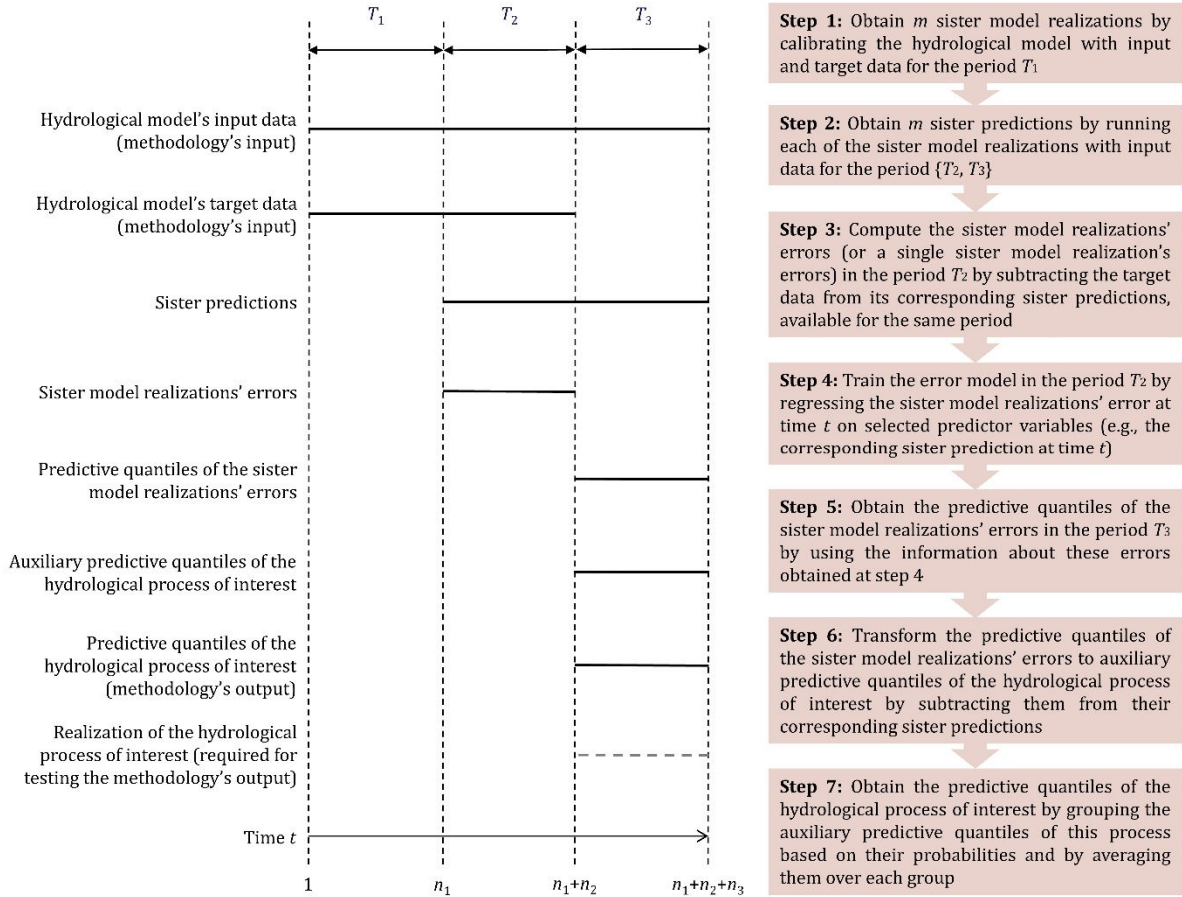 T1
T2
T3
Hydrological model's input data
(methodology's input)
Hydrological model's target data
(methodology's input)
Sister predictions
Sister model realizations' errors
Predictive quantiles of the sister
model realizations' errors
Auxiliary predictive quantiles of the
hydrological process of interest
Predictive quantiles of the
hydrological process of interest
(methodology's output)
Realization of the hydrological
process of interest (required for
testing the methodology's output)
Time t
1
n1
n1+n2
n1+n2+n3
Step 1: Obtain m sister model realizations by
calibrating the hydrological model with input
and target data for the period T1
Step 2: Obtain m sister predictions by running
each of the sister model realizations with input
data for the period {T2, T3}
Step 3: Compute the sister model realizations'
errors (or a single sister model realization's
errors) in the period T2 by subtracting the target
data from its corresponding sister predictions,
available for the same period
Step 4: Train the error model in the period T2 by
regressing the sister model realizations' error at
time t on selected predictor variables (e.g., the
corresponding sister prediction at time t)
Step 5: Obtain the predictive quantiles of the
sister model realizations' errors in the period T3
by using the information about these errors
obtained at step 4
Step 6: Transform the predictive quantiles of
the sister model realizations' errors to auxiliary
predictive quantiles of the hydrological process
of interest by subtracting them from their
corresponding sister predictions
Step 7: Obtain the predictive quantiles of the
hydrological process of interest by grouping the
auxiliary predictive quantiles of this process
based on their probabilities and by averaging
them over each group